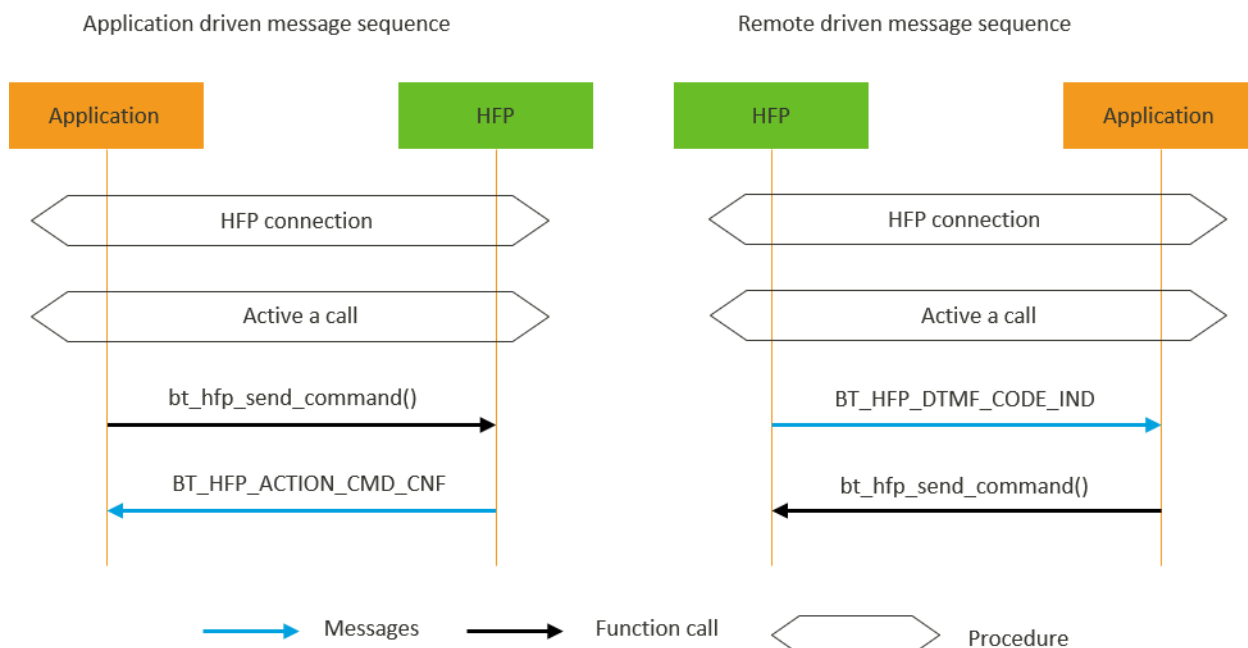 Application driven message sequence
Remote driven message sequence
Application
HFP
HFP
Application
HFP connection
HFP connection
Active a call
Active a call
bt_hfp_send_command()
BT_HFP_DTMF_CODE_IND
BT_HFP_ACTION_CMD_CNF
bt_hfp_send_command()
Messages
Function call
Procedure